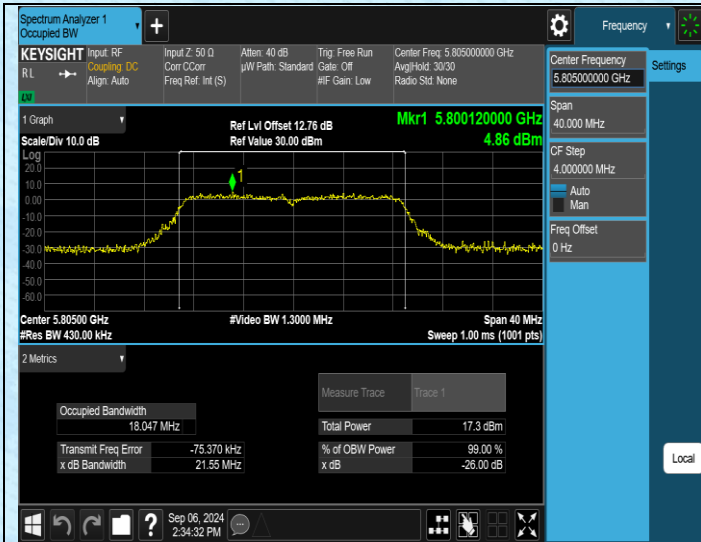 Spectrum Analyzer 1
Occupied BW
Frequency
KEYSIGHT
RL
LU
Input: RF
Coupling: DC
Align: Auto
Input Z: 50 Ω
Corr CCorr
Freq Ref: Int (S)
Atten: 40 dB
µW Path: Standard
Trig: Free Run
Gate: Off
#IF Gain: Low
Center Freq: 5.805000000 GHz
Avg|Hold: 30/30
Radio Std: None
Center Frequency
5.805000000 GHz
Settings
Span
40.000 MHz
CF Step
4.000000 MHz
Auto
Man
Freq Offset
0 Hz
Local
1 Graph
Scale/Div 10.0 dB
Ref Lvl Offset 12.76 dB
Ref Value 30.00 dBm
Mkr1 5.800120000 GHz
4.86 dBm
Log
20.0
10.0
0.00
-10.0
-20.0
-30.0
-40.0
-50.0
-60.0
1
Center 5.80500 GHz
#Res BW 430.00 kHz
#Video BW 1.3000 MHz
Span 40 MHz
Sweep 1.00 ms (1001 pts)
2 Metrics
Measure Trace
Trace 1
Occupied Bandwidth
18.047 MHz
Total Power
17.3 dBm
Transmit Freq Error
-75.370 kHz
% of OBW Power
99.00 %
x dB Bandwidth
21.55 MHz
x dB
-26.00 dB
?
Sep 06, 2024
2:34:32 PM